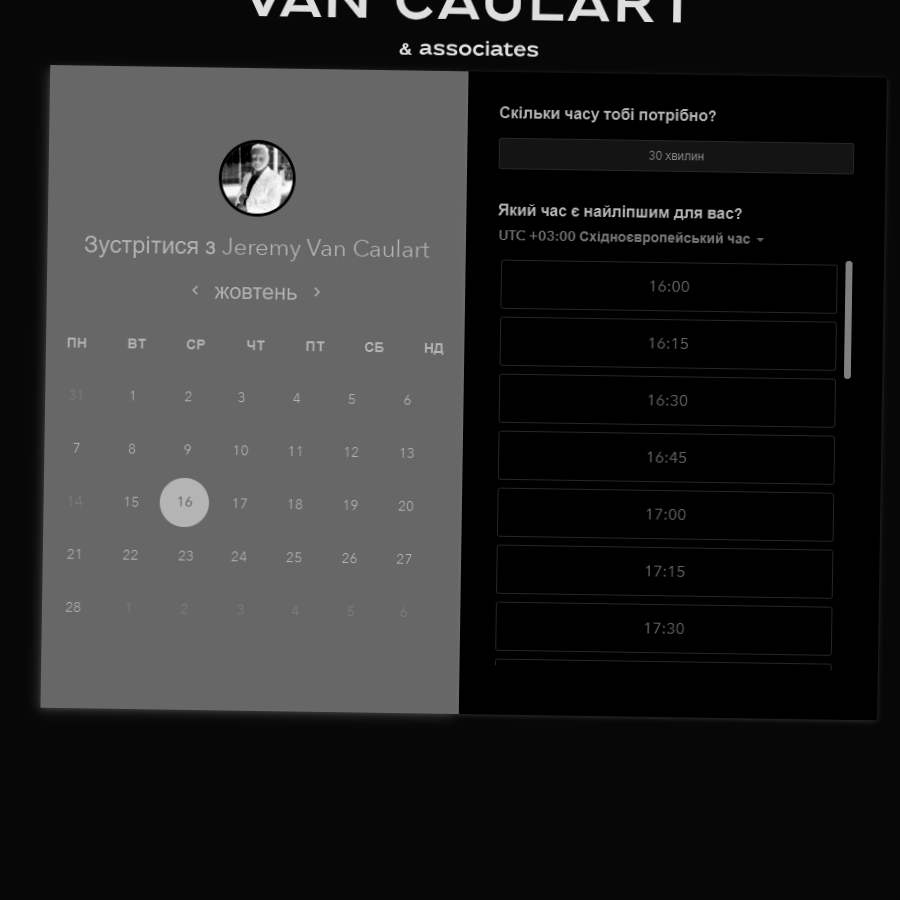 VAN CAULART
& associates
Зустрітися з Jeremy Van Caulart
жовтень
ПН ВТ СР ЧТ ПТ СБ НД
31 1 2 3 4 5 6
7 8 9 10 11 12 13
14 15 16 17 18 19 20
21 22 23 24 25 26 27
28 1 2 3 4 5 6
Скільки часу тобі потрібно?
30 хвилин
Який час є найліпшим для вас?
UTC +03:00 Східноєвропейський час
16:00
16:15
16:30
16:45
17:00
17:15
17:30